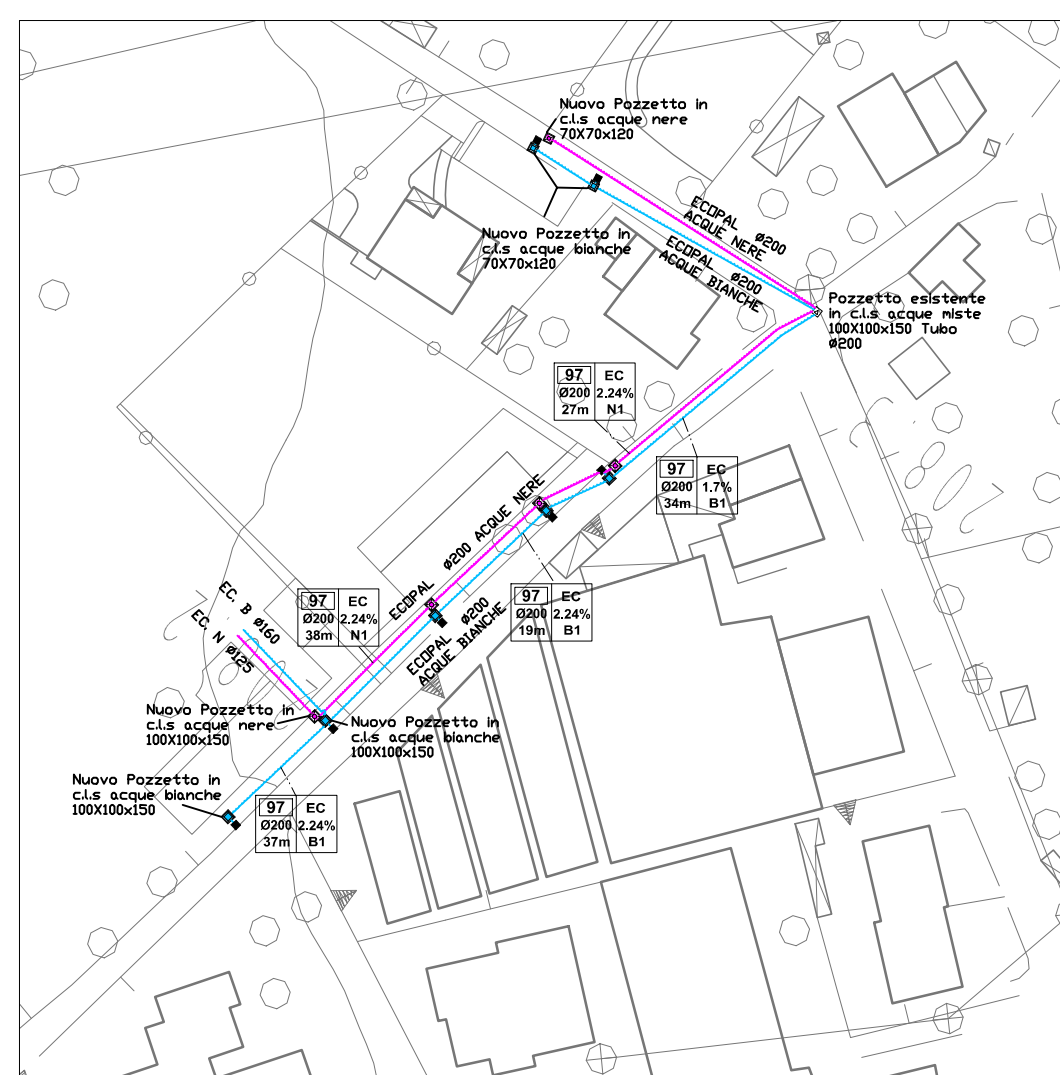 Nuovo Pozzetto in
c.l.s acque nere
70X70x120
ECOPAL Ø200
ACQUE NERE
Nuovo Pozzetto in
c.l.s acque bianche
70X70x120
ECOPAL Ø200
ACQUE BIANCHE
Pozzetto esistente
in c.l.s acque miste
100X100x150 Tubo
Ø200
97 EC
Ø200 2.24%
27m N1
97 EC
Ø200 1.7%
34m B1
ECOPAL Ø200 ACQUE NERE
97 EC
Ø200 2.24%
38m N1
97 EC
Ø200 2.24%
19m B1
ECOPAL Ø200
ACQUE BIANCHE
EC. B Ø160
EC. N Ø125
Nuovo Pozzetto in
c.l.s acque nere
100X100x150
Nuovo Pozzetto in
c.l.s acque bianche
100X100x150
Nuovo Pozzetto in
c.l.s acque bianche
100X100x150
97 EC
Ø200 2.24%
37m B1